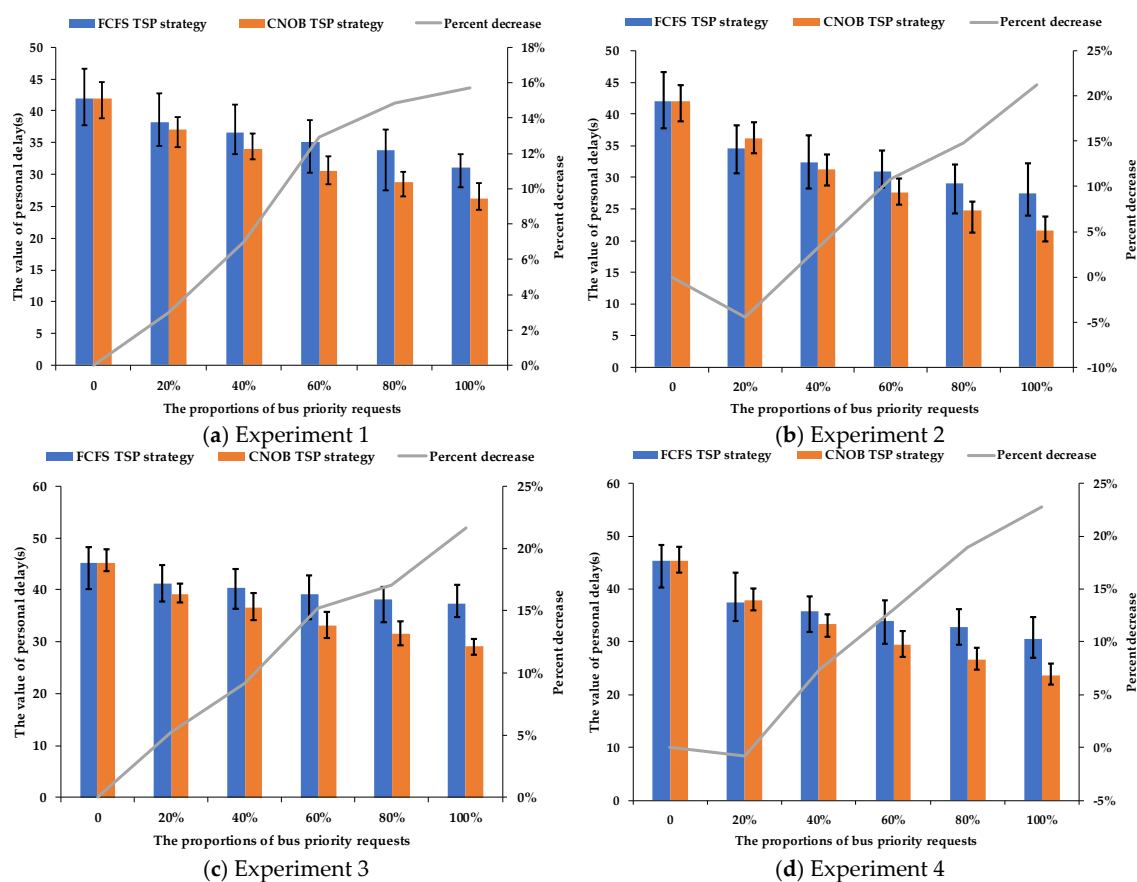 FCFS TSP strategy CNOB TSP strategy Percent decrease
The value of personal delay(s)
50
45
40
35
30
25
20
15
10
5
0
18%
16%
14%
12%
10%
8%
6%
4%
2%
0%
Percent decrease
0 20% 40% 60% 80% 100%
The proportions of bus priority requests
(a) Experiment 1
FCFS TSP strategy CNOB TSP strategy Percent decrease
The value of personal delay(s)
50
45
40
35
30
25
20
15
10
5
0
25%
20%
15%
10%
5%
0%
-5%
-10%
Percent decrease
0 20% 40% 60% 80% 100%
The proportions of bus priority requests
(b) Experiment 2
FCFS TSP strategy CNOB TSP strategy Percent decrease
The value of personal delay(s)
60
50
40
30
20
10
0
25%
20%
15%
10%
5%
0%
Percent decrease
0 20% 40% 60% 80% 100%
The proportions of bus priority requests
(c) Experiment 3
FCFS TSP strategy CNOB TSP strategy Percent decrease
The value of personal delay(s)
60
50
40
30
20
10
0
25%
20%
15%
10%
5%
0%
-5%
Percent decrease
0 20% 40% 60% 80% 100%
The proportions of bus priority requests
(d) Experiment 4